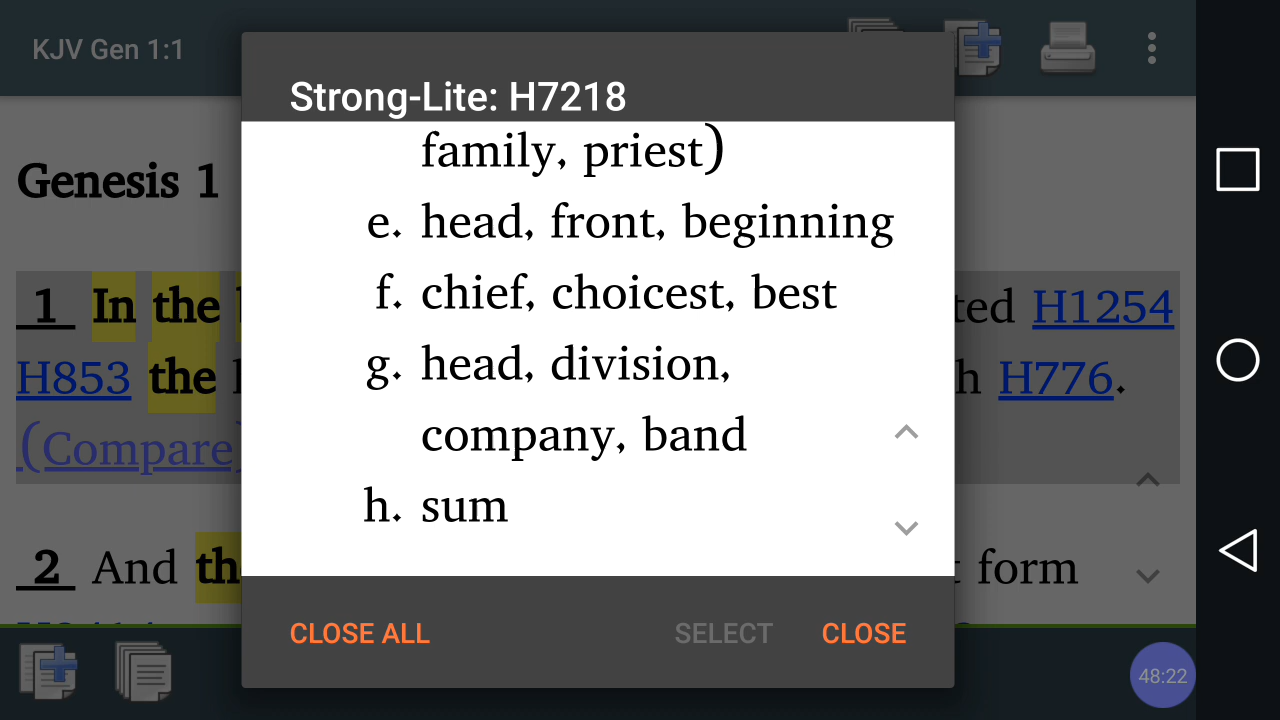 KJV Gen 1:1
Strong-Lite: H7218
family, priest)
e. head, front, beginning
f. chief, choicest, best
g. head, division,
company, band
h. sum
CLOSE ALL SELECT CLOSE
Genesis 1
1 In the ted H1254
H853 the h H776.
(Compare)
2 And form
48:22